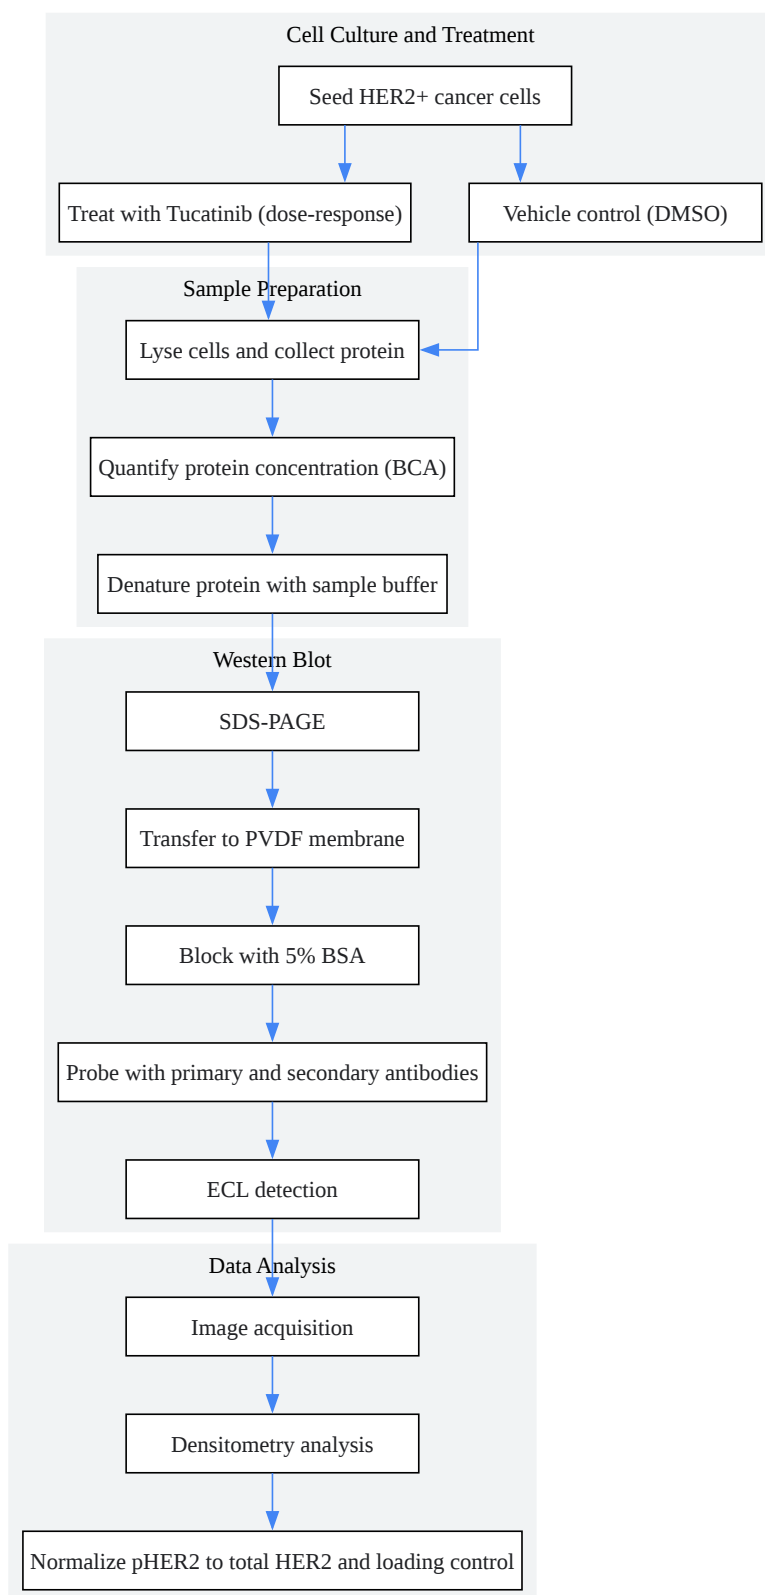 Cell Culture and Treatment
Seed HER2+ cancer cells
Treat with Tucatinib (dose-response)
Vehicle control (DMSO)
Sample Preparation
Lyse cells and collect protein
Quantify protein concentration (BCA)
Denature protein with sample buffer
Western Blot
SDS-PAGE
Transfer to PVDF membrane
Block with 5% BSA
Probe with primary and secondary antibodies
ECL detection
Data Analysis
Image acquisition
Densitometry analysis
Normalize pHER2 to total HER2 and loading control